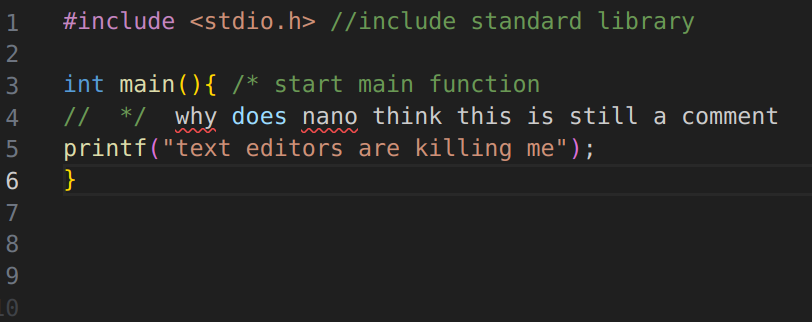 1 #include <stdio.h> //include standard library
2
3 int main(){ /* start main function
4 //  */  why does nano think this is still a comment
5 printf("text editors are killing me");
6 }
7
8
9
10